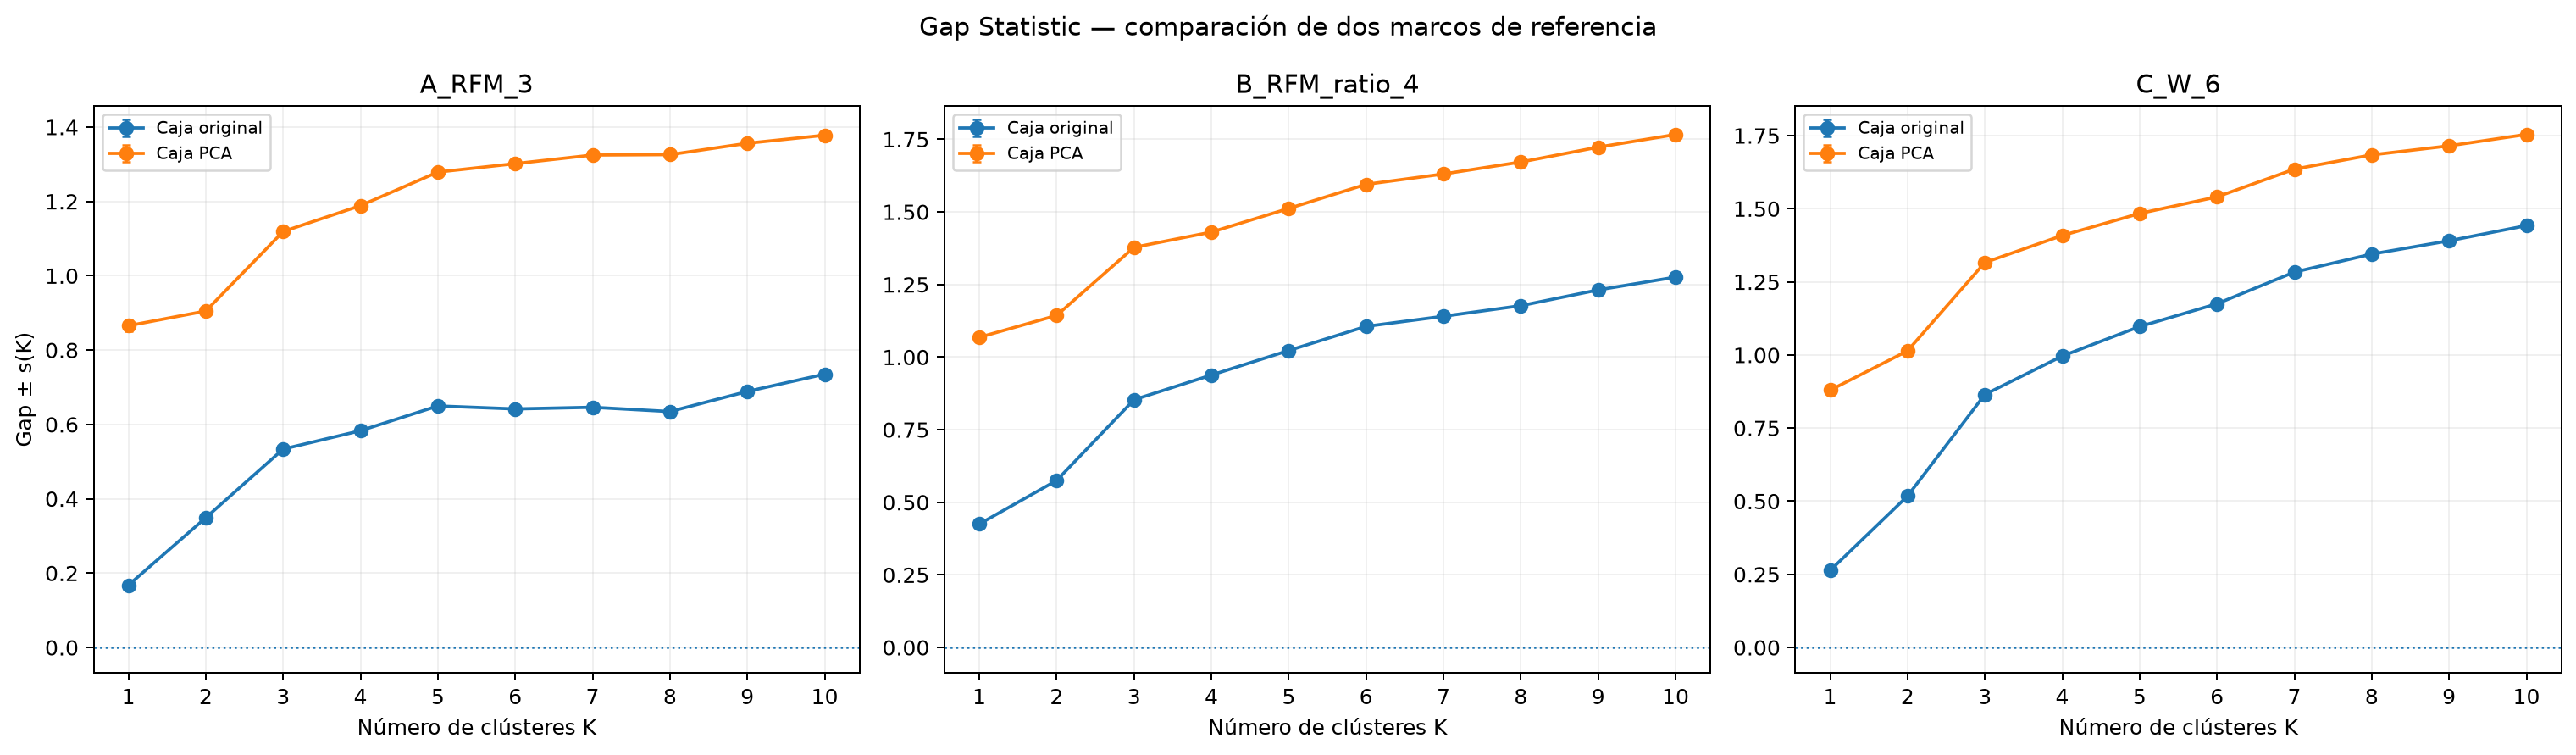 Gap Statistic — comparación de dos marcos de referencia
A_RFM_3
Caja original
Caja PCA
Gap ± s(K)
1.4
1.2
1.0
0.8
0.6
0.4
0.2
0.0
1 2 3 4 5 6 7 8 9 10
Número de clústeres K
B_RFM_ratio_4
Caja original
Caja PCA
1.75
1.50
1.25
1.00
0.75
0.50
0.25
0.00
1 2 3 4 5 6 7 8 9 10
Número de clústeres K
C_W_6
Caja original
Caja PCA
1.75
1.50
1.25
1.00
0.75
0.50
0.25
0.00
1 2 3 4 5 6 7 8 9 10
Número de clústeres K